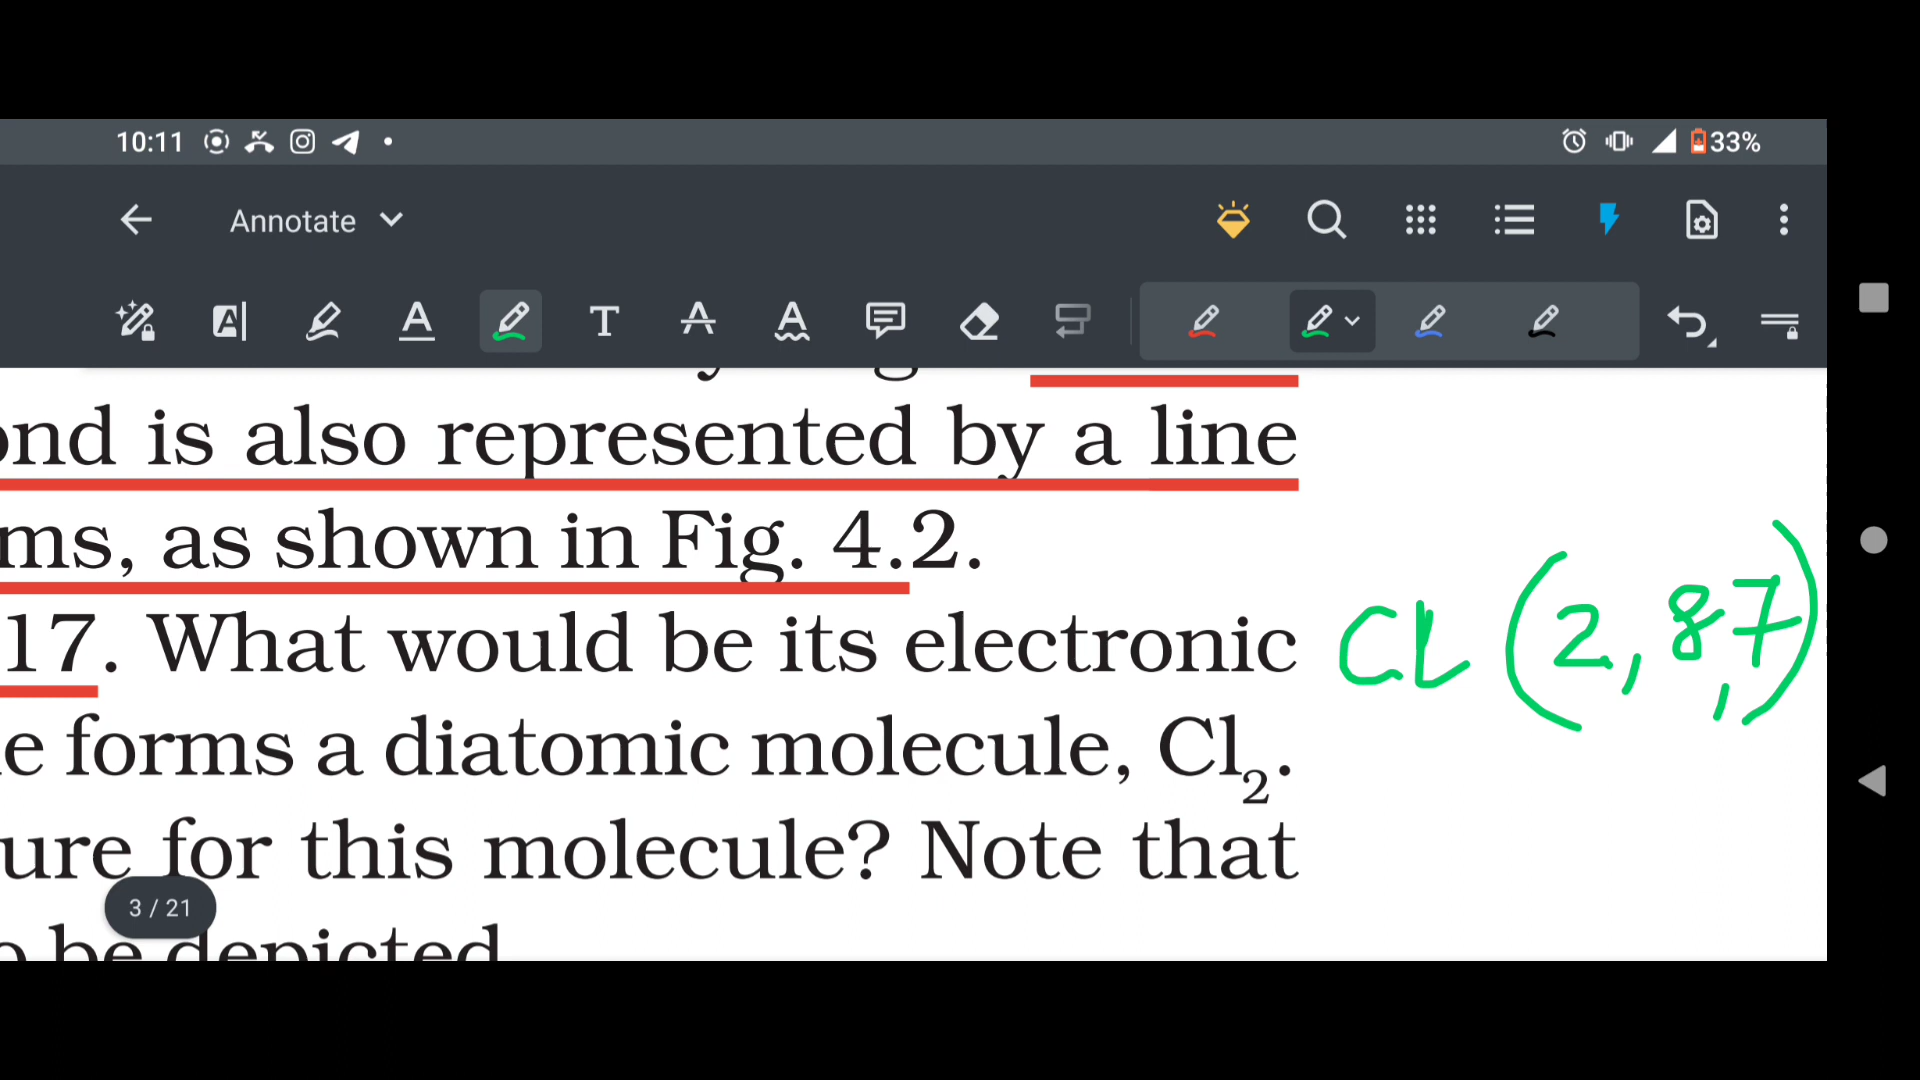 10:11
33%
Annotate
ond is also represented by a line
ms, as shown in Fig. 4.2.
17. What would be its electronic CL (2,8,7)
e forms a diatomic molecule, Cl₂.
ure for this molecule? Note that
3 / 21
o be depicted